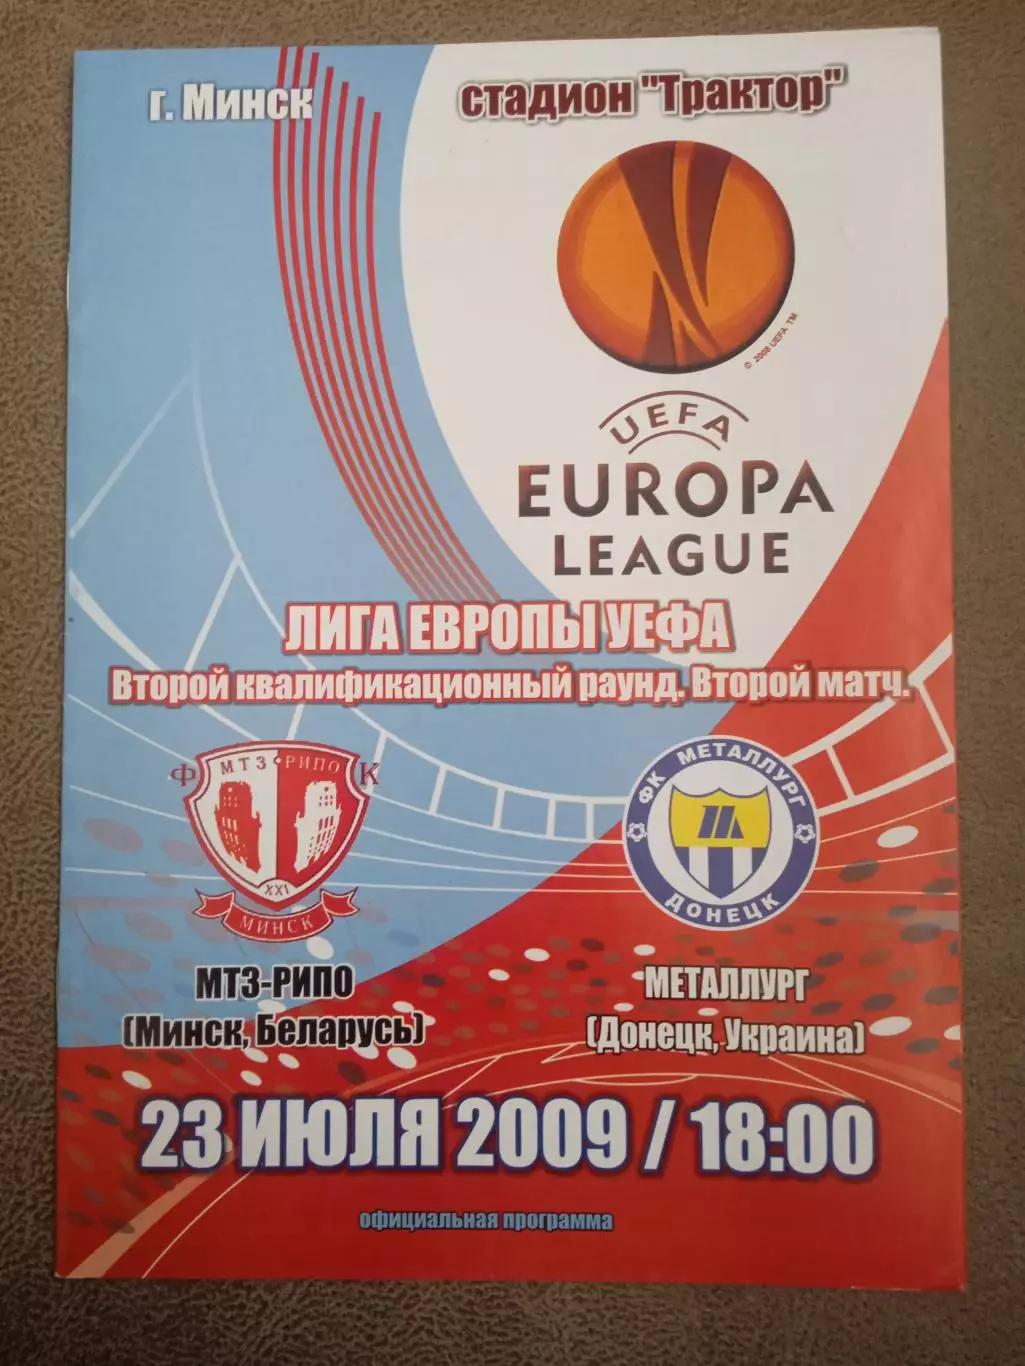 г. Минск
стадион "Трактор"
© 2008 UEFA TM
UEFA
EUROPA
LEAGUE
ЛИГА ЕВРОПЫ УЕФА
Второй квалификационный раунд. Второй матч.
Ф К
МТЗ·РИПО
XXI
МИНСК
ФК МЕТАЛЛУРГ
ДОНЕЦК
МТЗ-РИПО
(Минск, Беларусь)
МЕТАЛЛУРГ
(Донецк, Украина)
23 ИЮЛЯ 2009 / 18:00
официальная программа